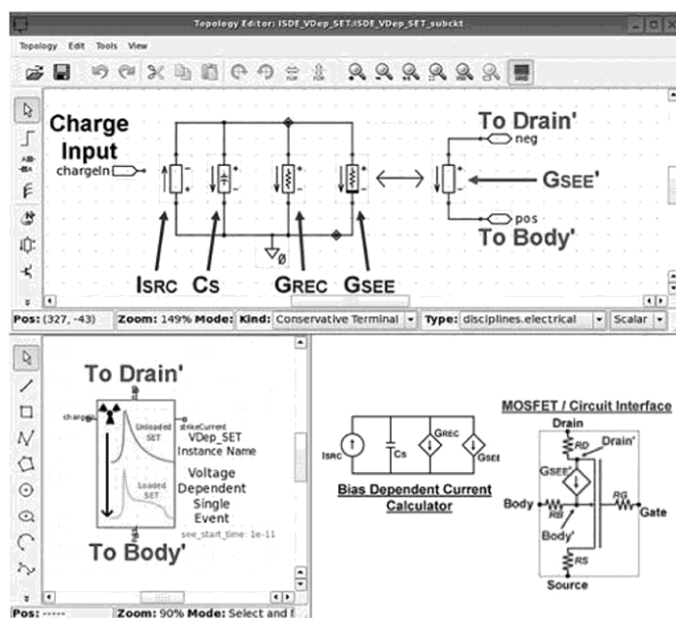 Topology Editor: ISDE_VDep_SET:ISDE_VDep_SET_subckt
Topology Edit Tools View
Charge
Input
chargeIn
To Drain'
neg
GSEE'
pos
To Body'
ISRC CS GREC GSEE
Pos: (327, -43) Zoom: 149% Mode: Kind: Conservative Terminal Type: disciplines.electrical Scalar
To Drain'
strikeCurrent
Unloaded
SET
VDep_SET
Instance Name
Loaded
SET
Voltage
Dependent
Single
Event
see_start_time: 1e-11
To Body'
Pos: ----- Zoom: 90% Mode: Select and f
ISRC
CS
GREC
GSEE
Bias Dependent Current
Calculator
MOSFET / Circuit Interface
Drain
RD
Drain'
GSEE'
Body
RB
RG
Gate
Body'
RS
Source